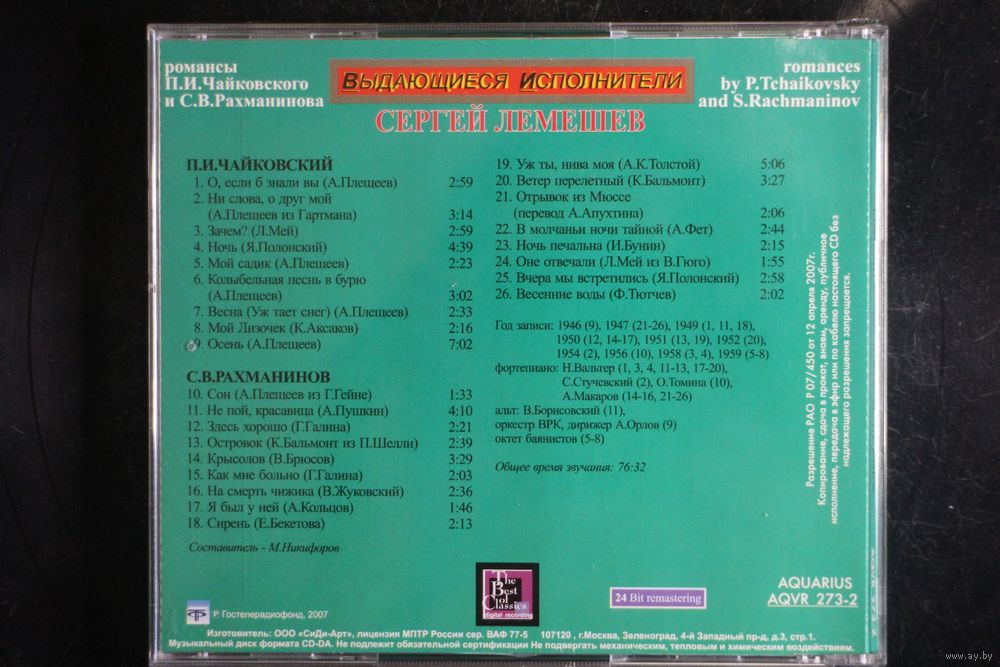 романсы
П.И.Чайковского
и С.В.Рахманинова
ВЫДАЮЩИЕСЯ ИСПОЛНИТЕЛИ
СЕРГЕЙ ЛЕМЕШЕВ
romances
by P.Tchaikovsky
and S.Rachmaninov
П.И.ЧАЙКОВСКИЙ
1. О, если б знали вы (А.Плещеев) 2:59
2. Ни слова, о друг мой
(А.Плещеев из Гартмана) 3:14
3. Зачем? (Л.Мей) 2:59
4. Ночь (Я.Полонский) 4:39
5. Мой садик (А.Плещеев) 2:23
6. Колыбельная песнь в бурю
(А.Плещеев) 3:02
7. Весна (Уж тает снег) (А.Плещеев) 2:33
8. Мой Лизочек (К.Аксаков) 2:16
9. Осень (А.Плещеев) 7:02
С.В.РАХМАНИНОВ
10. Сон (А.Плещеев из Г.Гейне) 1:33
11. Не пой, красавица (А.Пушкин) 4:10
12. Здесь хорошо (Г.Галина) 2:21
13. Островок (К.Бальмонт из П.Шелли) 2:39
14. Крысолов (В.Брюсов) 3:29
15. Как мне больно (Г.Галина) 2:03
16. На смерть чижика (В.Жуковский) 2:36
17. Я был у ней (А.Кольцов) 1:46
18. Сирень (Е.Бекетова) 2:13
Составитель - М.Никифоров
19. Уж ты, нива моя (А.К.Толстой) 5:06
20. Ветер перелетный (К.Бальмонт) 3:27
21. Отрывок из Мюссе
(перевод А.Апухтина) 2:06
22. В молчаньи ночи тайной (А.Фет) 2:44
23. Ночь печальна (И.Бунин) 2:15
24. Оне отвечали (Л.Мей из В.Гюго) 1:55
25. Вчера мы встретились (Я.Полонский) 2:58
26. Весенние воды (Ф.Тютчев) 2:02
Год записи: 1946 (9), 1947 (21-26), 1949 (1, 11, 18),
1950 (12, 14-17), 1951 (13, 19), 1952 (20),
1954 (2), 1956 (10), 1958 (3, 4), 1959 (5-8)
фортепиано: Н.Вальтер (1, 3, 4, 11-13, 17-20),
С.Стучевский (2), О.Томина (10),
А.Макаров (14-16, 21-26)
альт: В.Борисовский (11),
оркестр ВРК, дирижер А.Орлов (9)
октет баянистов (5-8)
Общее время звучания: 76:32
Разрешение РАО Р 07/450 от 12 апреля 2007г.
Копирование, сдача в прокат, внаем, аренду, публичное
исполнение, передача в эфир или по кабелю настоящего CD без
надлежащего разрешения запрещается.
The
Best
of
Classics
digital recording
24 Bit remastering
AQUARIUS
AQVR 273-2
Р. Гостелерадиофонд, 2007
Изготовитель: ООО «СиДи-Арт», лицензия МПТР России сер. ВАФ 77-5 107120 , г.Москва, Зеленоград, 4-й Западный пр-д, д.3, стр.1.
Музыкальный диск формата CD-DA. Не подлежит обязательной сертификации Не подвергать механическим, тепловым и химическим воздействиям.
www.ay.by